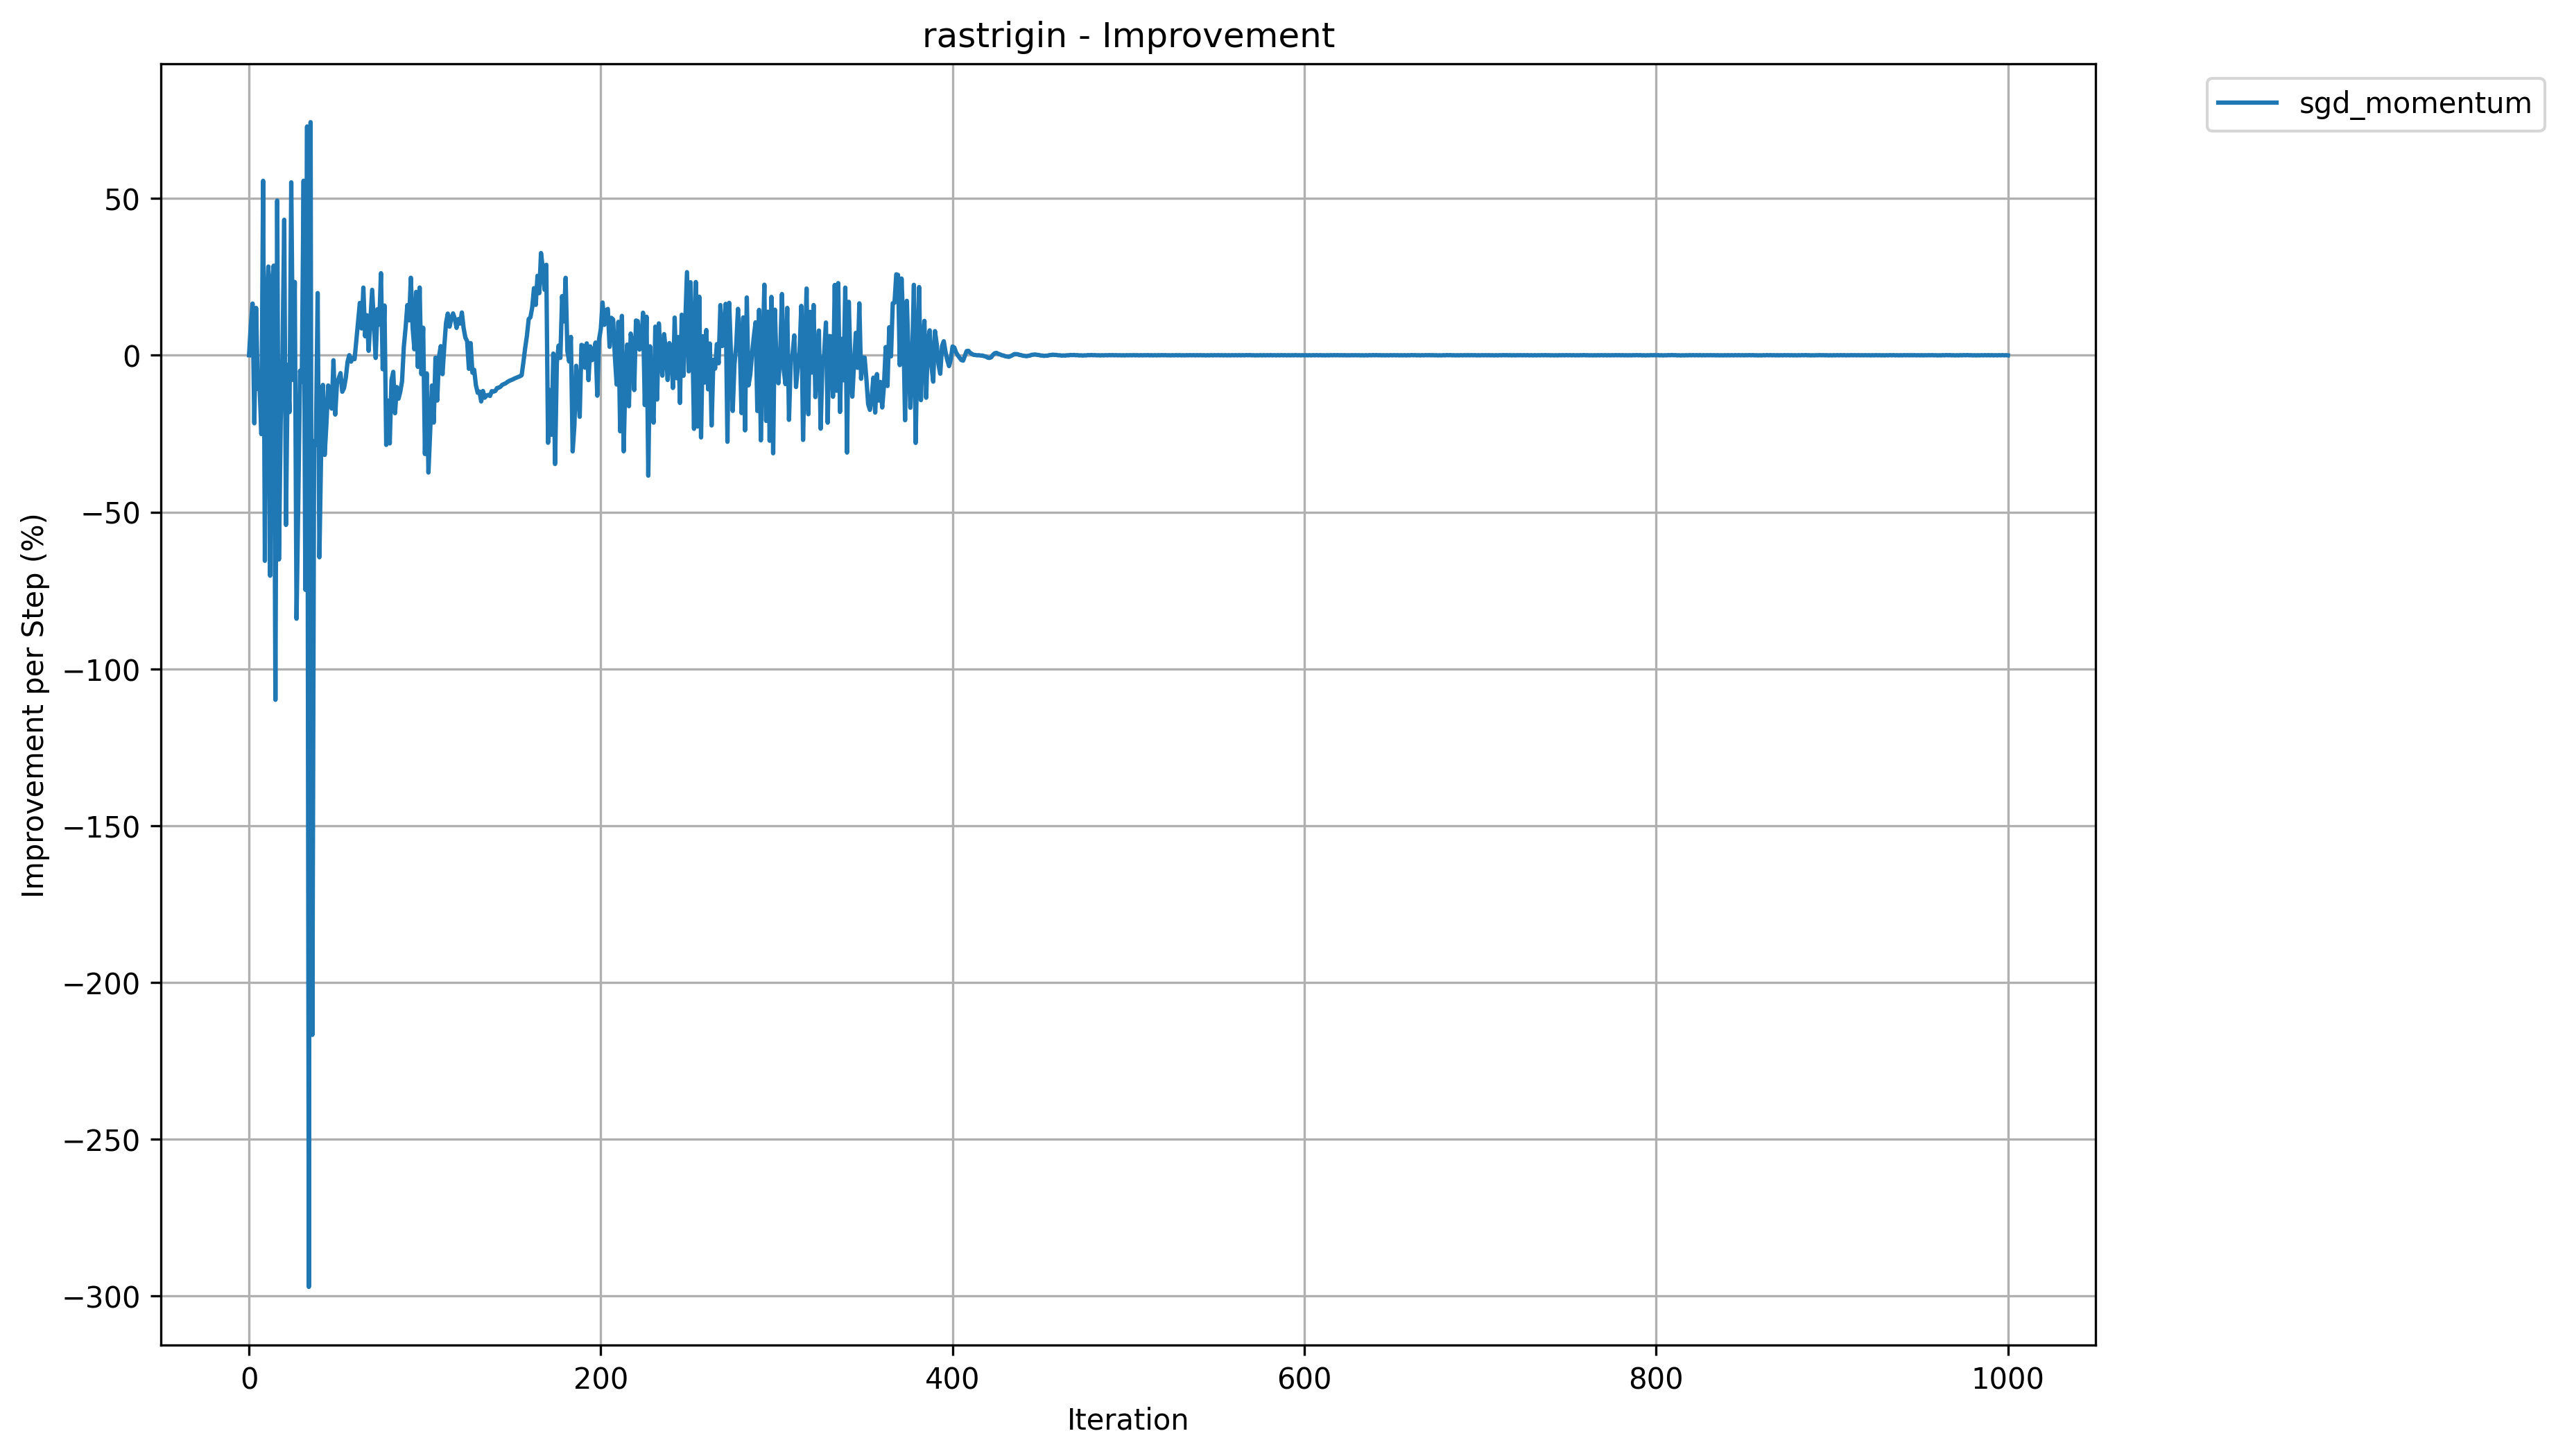 rastrigin - Improvement
sgd_momentum
Improvement per Step (%)
50
0
−50
−100
−150
−200
−250
−300
0 200 400 600 800 1000
Iteration